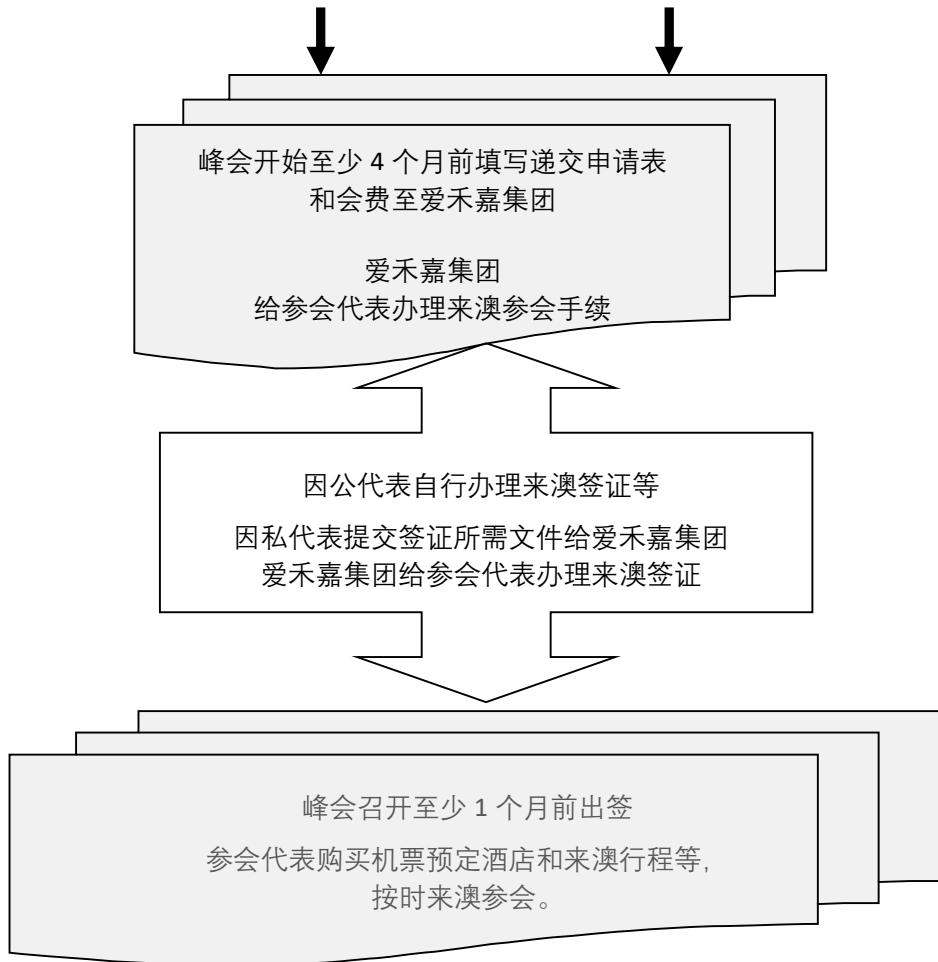 峰会开始至少 4 个月前填写递交申请表
和会费至爱禾嘉集团
爱禾嘉集团
给参会代表办理来澳参会手续
因公代表自行办理来澳签证等
因私代表提交签证所需文件给爱禾嘉集团
爱禾嘉集团给参会代表办理来澳签证
峰会召开至少 1 个月前出签
参会代表购买机票预定酒店和来澳行程等,
按时来澳参会。